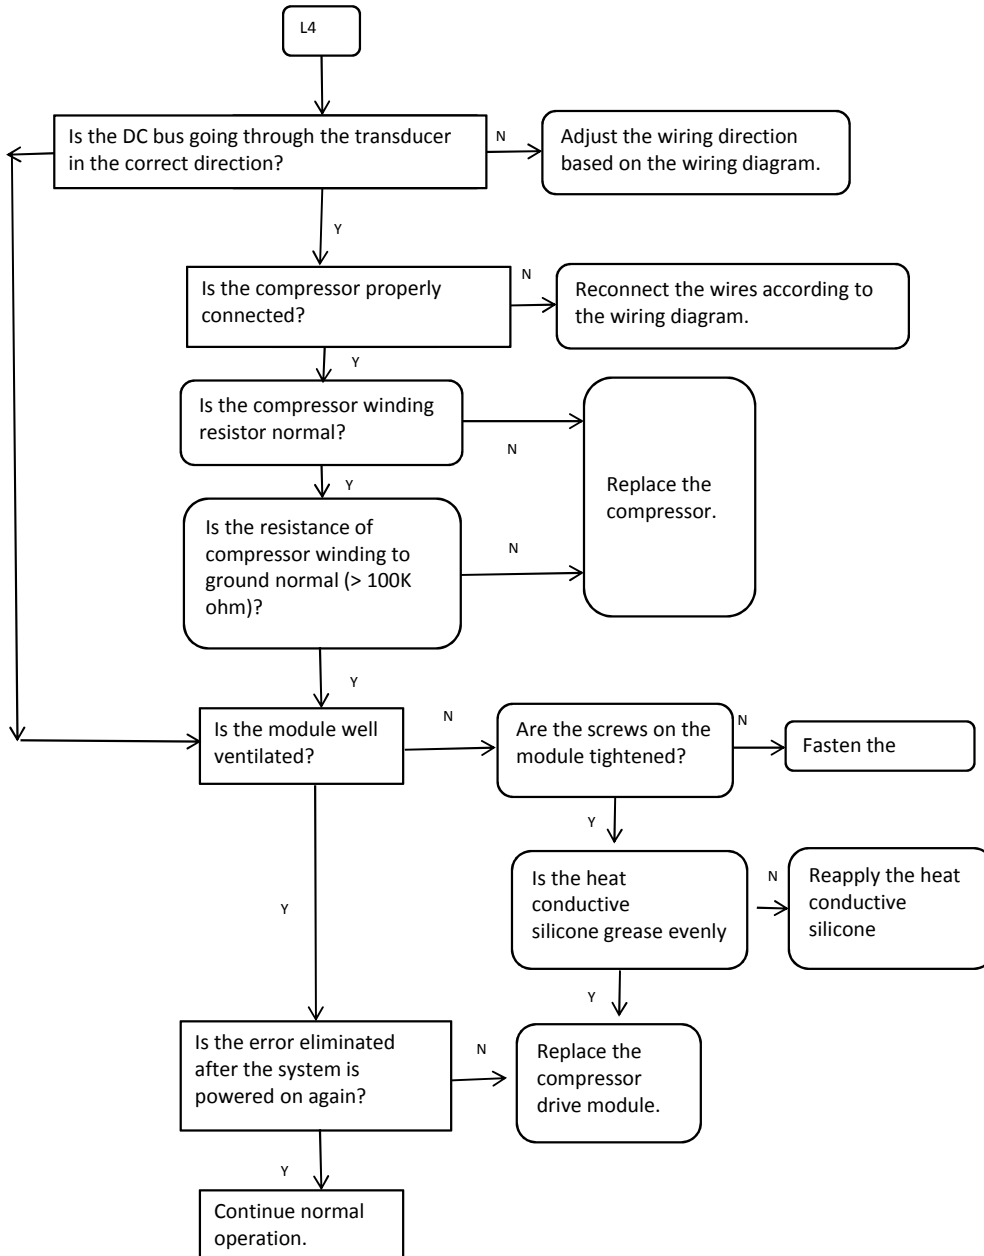 L4
Is the DC bus going through the transducer
in the correct direction?
N
Adjust the wiring direction
based on the wiring diagram.
Y
Is the compressor properly
connected?
N
Reconnect the wires according to
the wiring diagram.
Y
Is the compressor winding
resistor normal?
N
Y
Replace the
compressor.
Is the resistance of
compressor winding to
ground normal (> 100K
ohm)?
N
Y
Is the module well
ventilated?
N
Are the screws on the
module tightened?
N
Fasten the
Y
Is the heat
conductive
silicone grease evenly
N
Reapply the heat
conductive
silicone
Y
Y
Is the error eliminated
after the system is
powered on again?
N
Replace the
compressor
drive module.
Y
Continue normal
operation.